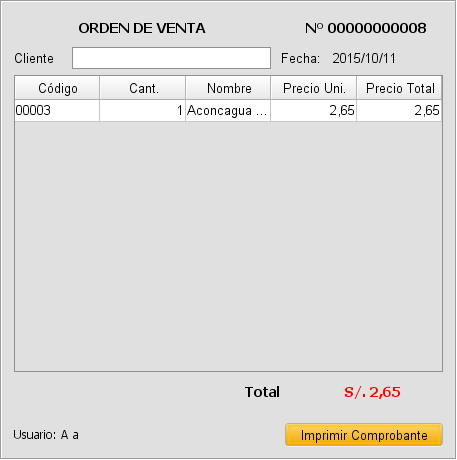 ORDEN DE VENTA Nº 00000000008
Cliente Fecha: 2015/10/11
Código Cant. Nombre Precio Uni. Precio Total
00003 1 Aconcagua ... 2,65 2,65
Total S/. 2,65
Usuario: A a Imprimir Comprobante